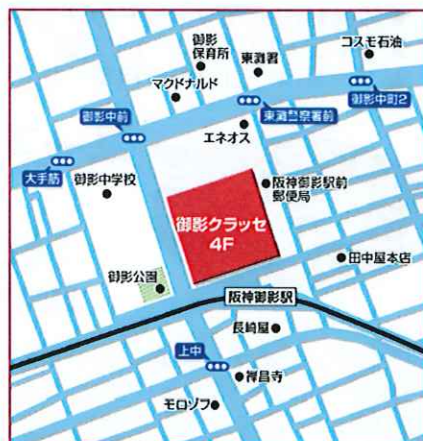 御影
保育所
東灘署
コスモ石油
マクドナルド
御影中前
東灘警察署前
御影中町2
エネオス
大手筋
御影中学校
阪神御影駅前
郵便局
御影クラッセ
4F
田中屋本店
御影公園
阪神御影駅
長崎屋
上中
禅昌寺
モロゾフ